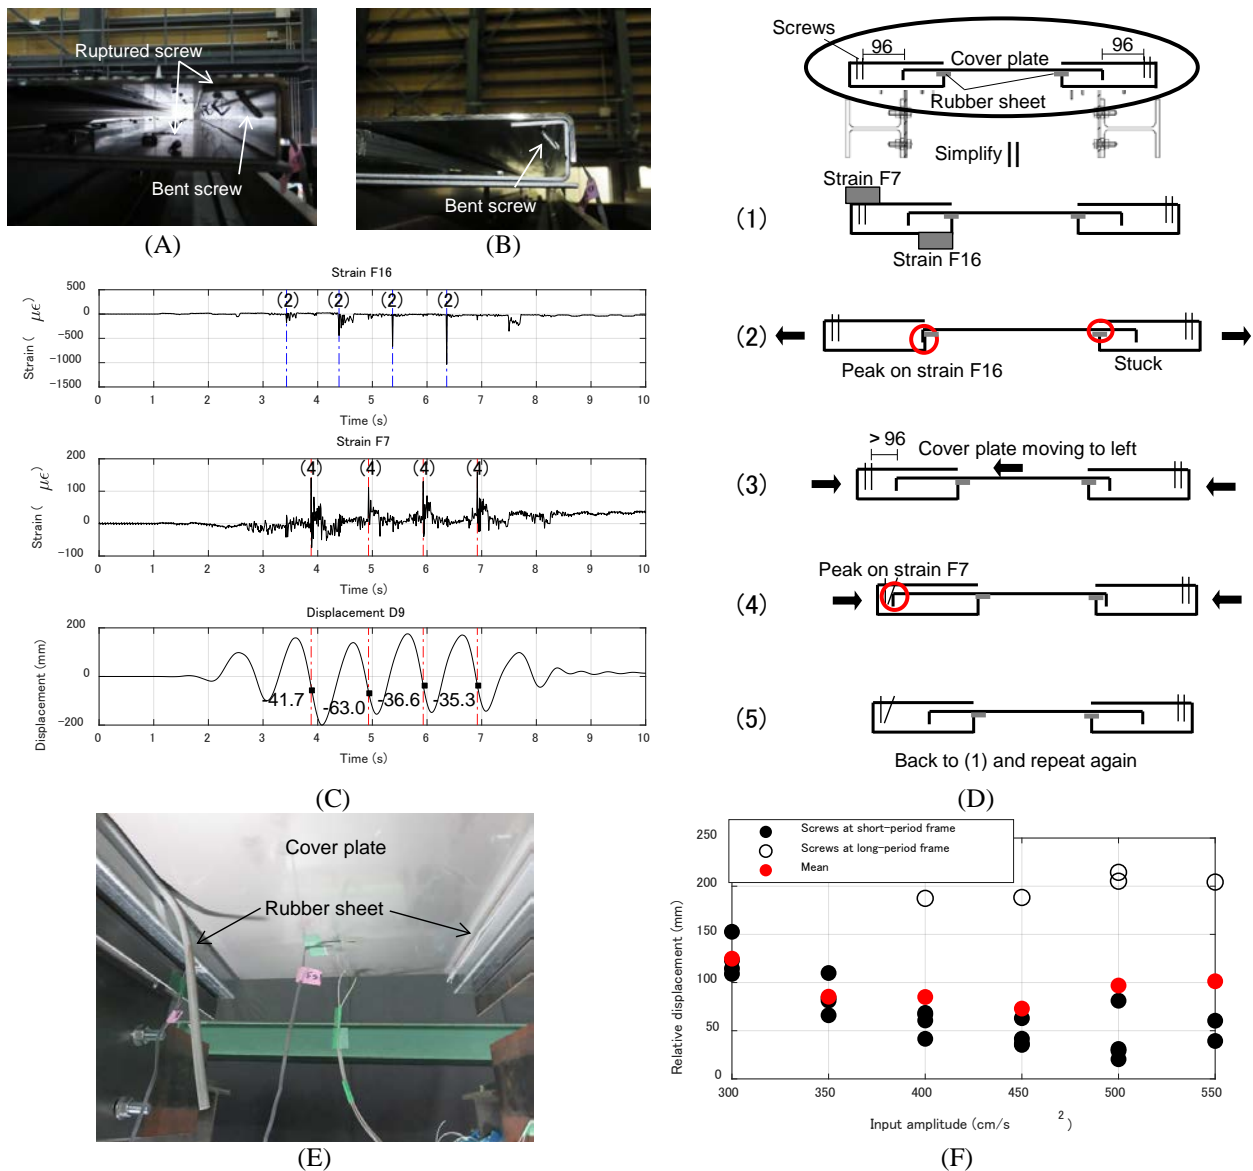 Ruptured screw
Bent screw
(A)
Bent screw
(B)
Strain F16
Strain ( με)
500
0
-500
-1000
-1500
(2) (2) (2) (2)
0 1 2 3 4 5 6 7 8 9 10
Time (s)
Strain F7
Strain ( με)
200
100
0
-100
(4) (4) (4) (4)
0 1 2 3 4 5 6 7 8 9 10
Time (s)
Displacement D9
Displacement (mm)
200
0
-200
-41.7 -63.0 -36.6 -35.3
0 1 2 3 4 5 6 7 8 9 10
Time (s)
(C)
Screws
96 Cover plate 96
Rubber sheet
Simplify
Strain F7
(1)
Strain F16
(2)
Peak on strain F16 Stuck
> 96
Cover plate moving to left
(3)
Peak on strain F7
(4)
(5)
Back to (1) and repeat again
(D)
Cover plate
Rubber sheet
(E)
Screws at short-period frame
Screws at long-period frame
Mean
Relative displacement (mm)
250
200
150
100
50
0
300 350 400 450 500 550
Input amplitude (cm/s 2 )
(F)